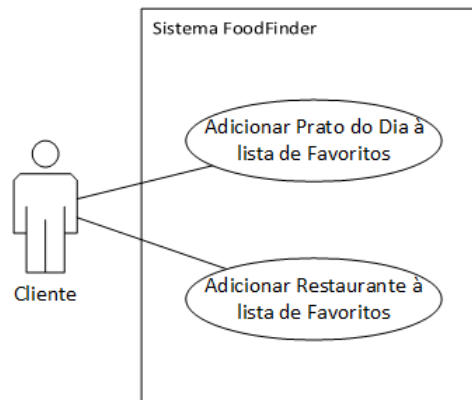 Sistema FoodFinder
Adicionar Prato do Dia à
lista de Favoritos
Cliente
Adicionar Restaurante à
lista de Favoritos